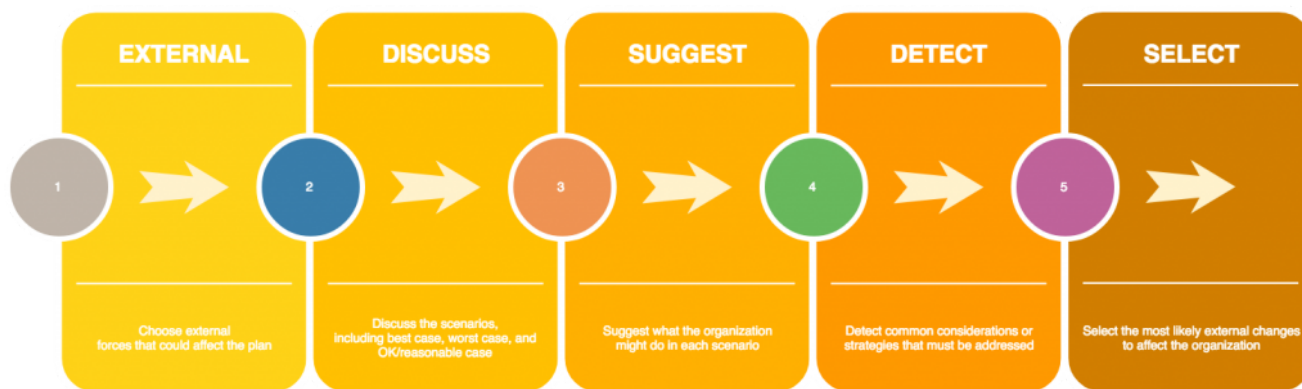 EXTERNAL
DISCUSS
SUGGEST
DETECT
SELECT
1
2
3
4
5
Choose external
forces that could affect the plan
Discuss the scenarios,
including best case, worst case, and
OK/reasonable case
Suggest what the organization
might do in each scenario
Detect common considerations or
strategies that must be addressed
Select the most likely external changes
to affect the organization